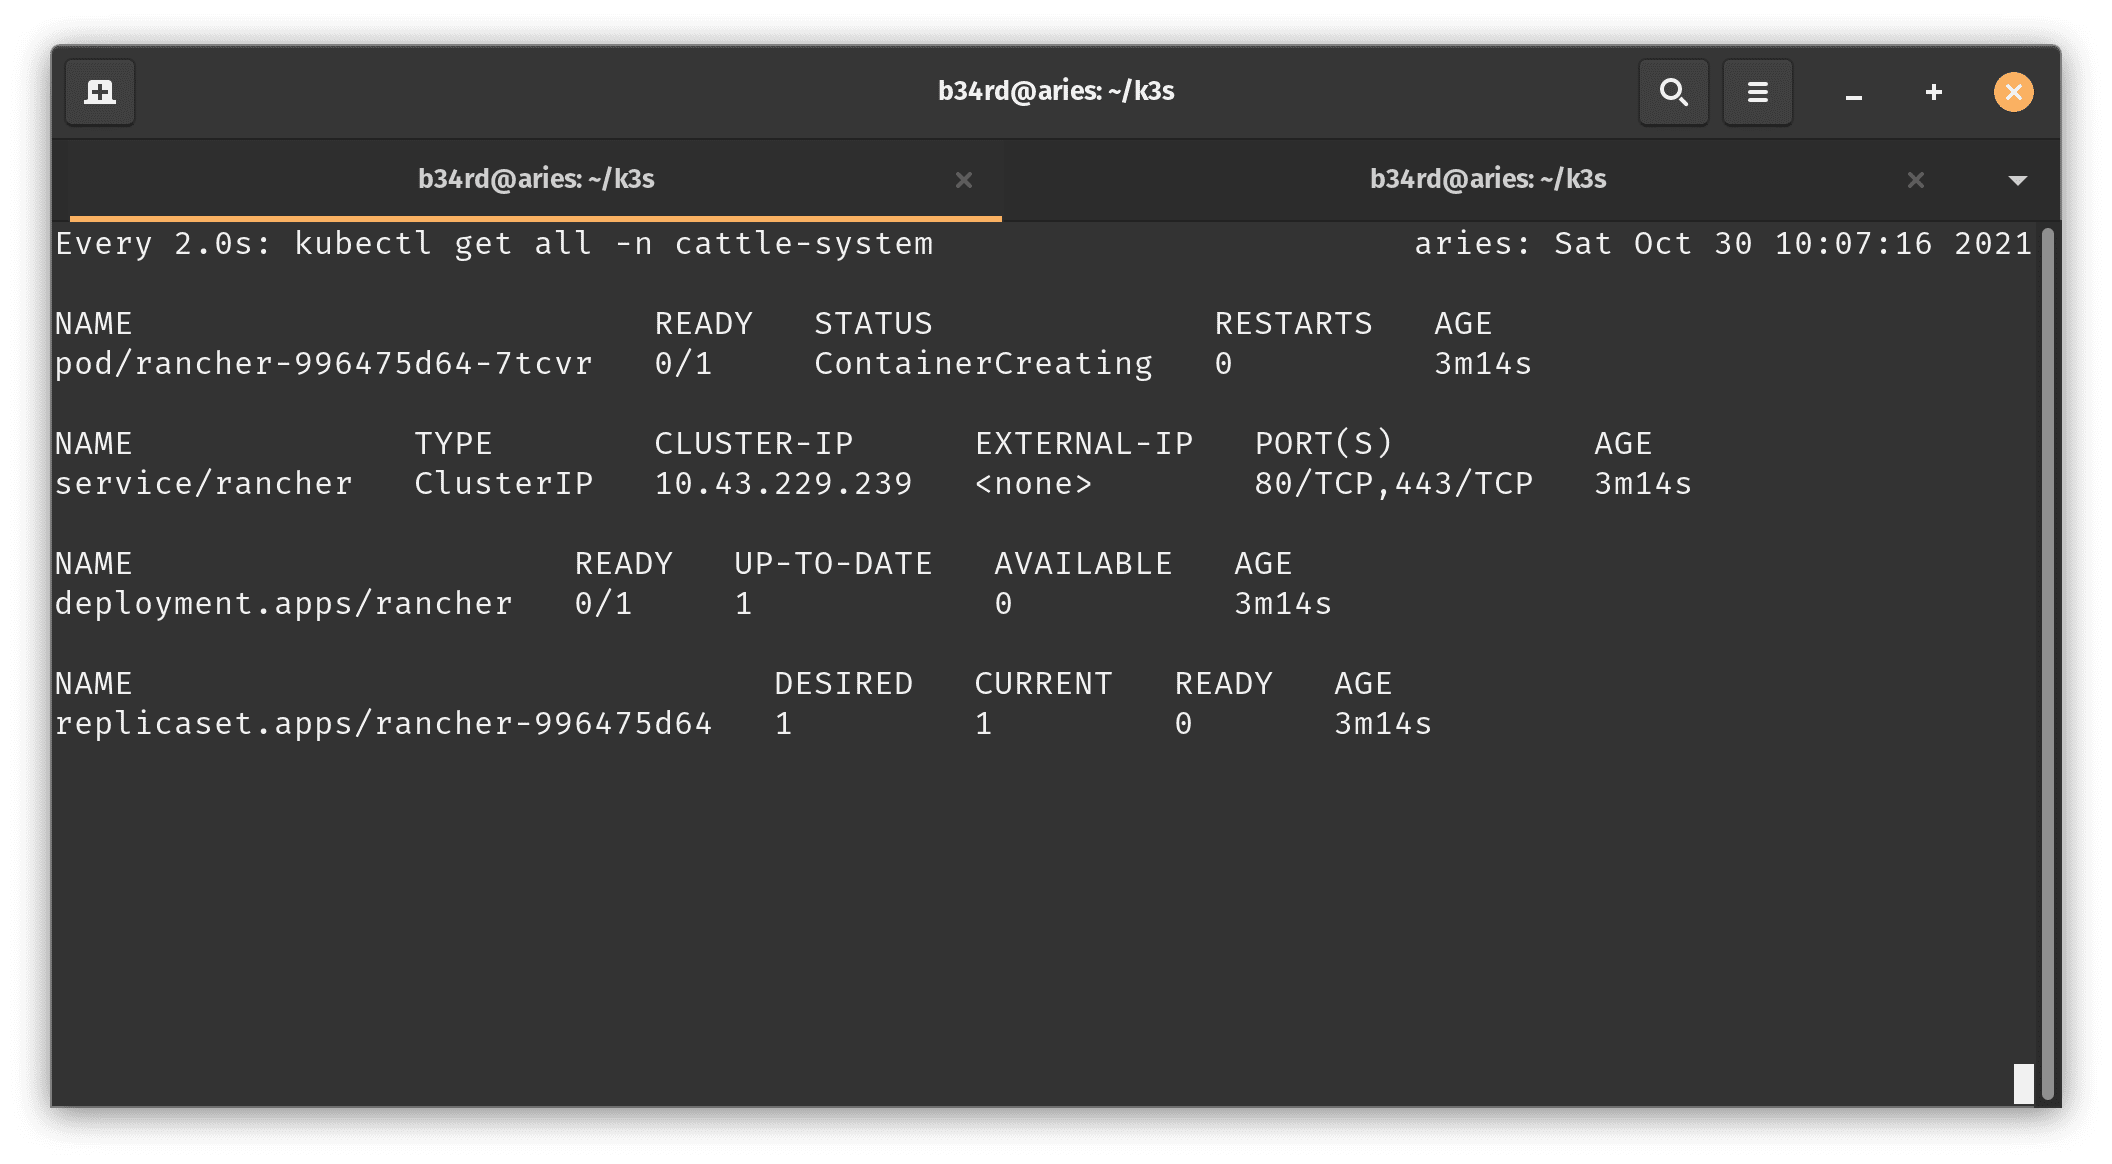 b34rd@aries: ~/k3s
b34rd@aries: ~/k3s b34rd@aries: ~/k3s
Every 2.0s: kubectl get all -n cattle-system aries: Sat Oct 30 10:07:16 2021
NAME READY STATUS RESTARTS AGE
pod/rancher-996475d64-7tcvr 0/1 ContainerCreating 0 3m14s
NAME TYPE CLUSTER-IP EXTERNAL-IP PORT(S) AGE
service/rancher ClusterIP 10.43.229.239 <none> 80/TCP,443/TCP 3m14s
NAME READY UP-TO-DATE AVAILABLE AGE
deployment.apps/rancher 0/1 1 0 3m14s
NAME DESIRED CURRENT READY AGE
replicaset.apps/rancher-996475d64 1 1 0 3m14s